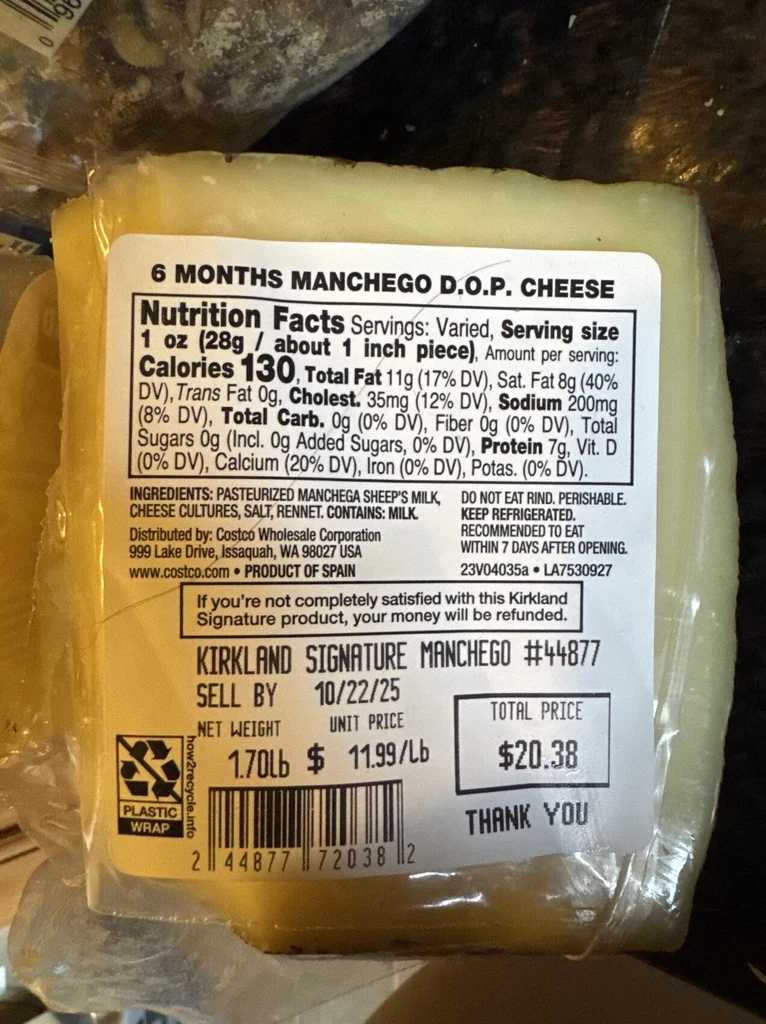 6 MONTHS MANCHEGO D.O.P. CHEESE
Nutrition Facts Servings: Varied, Serving size
1 oz (28g / about 1 inch piece), Amount per serving:
Calories 130, Total Fat 11g (17% DV), Sat. Fat 8g (40%
DV), Trans Fat 0g, Cholest. 35mg (12% DV), Sodium 200mg
(8% DV), Total Carb. 0g (0% DV), Fiber 0g (0% DV), Total
Sugars 0g (Incl. 0g Added Sugars, 0% DV), Protein 7g, Vit. D
(0% DV), Calcium (20% DV), Iron (0% DV), Potas. (0% DV).
INGREDIENTS: PASTEURIZED MANCHEGA SHEEP'S MILK,
CHEESE CULTURES, SALT, RENNET. CONTAINS: MILK.
Distributed by: Costco Wholesale Corporation
999 Lake Drive, Issaquah, WA 98027 USA
www.costco.com • PRODUCT OF SPAIN
DO NOT EAT RIND. PERISHABLE.
KEEP REFRIGERATED.
RECOMMENDED TO EAT
WITHIN 7 DAYS AFTER OPENING.
23V04035a • LA7530927
If you're not completely satisfied with this Kirkland
Signature product, your money will be refunded.
KIRKLAND SIGNATURE MANCHEGO #44877
SELL BY 10/22/25
NET WEIGHT UNIT PRICE
1.70lb $ 11.99/Lb
TOTAL PRICE
$20.38
THANK YOU
how2recycle.info
PLASTIC
WRAP
2 44877 72038 2